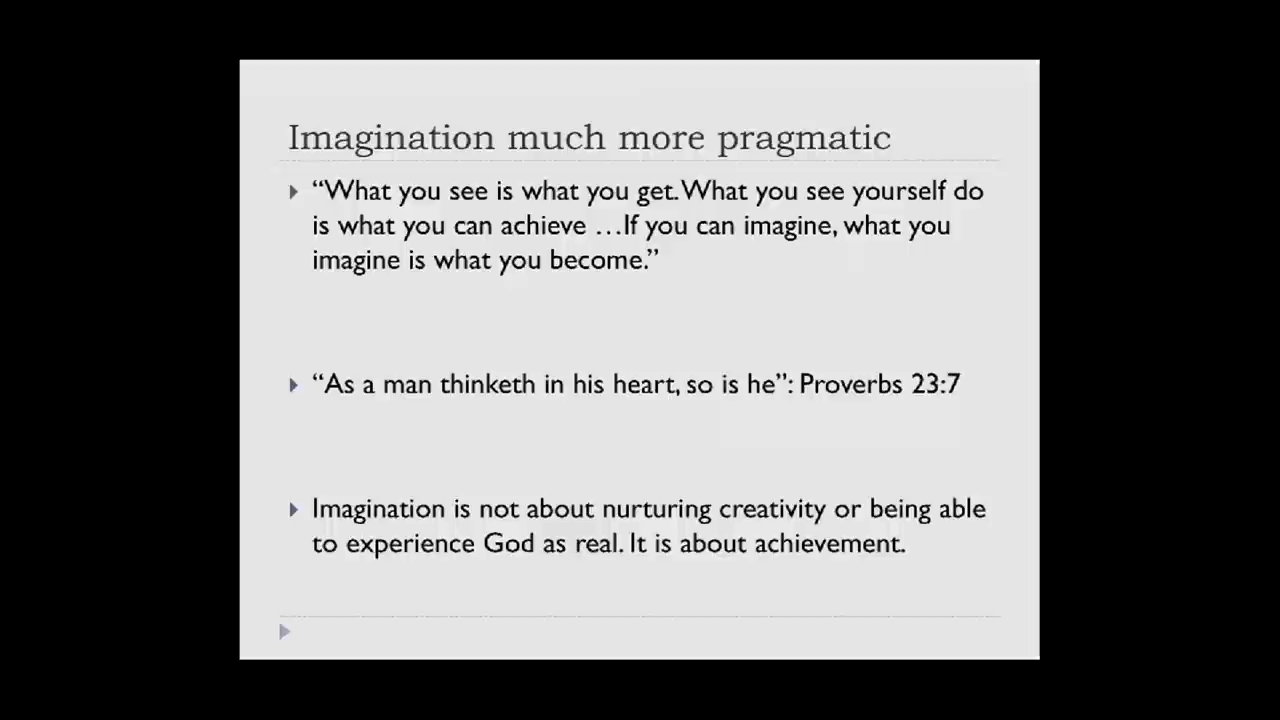 Imagination much more pragmatic
“What you see is what you get. What you see yourself do
is what you can achieve …If you can imagine, what you
imagine is what you become.”
“As a man thinketh in his heart, so is he”: Proverbs 23:7
Imagination is not about nurturing creativity or being able
to experience God as real. It is about achievement.